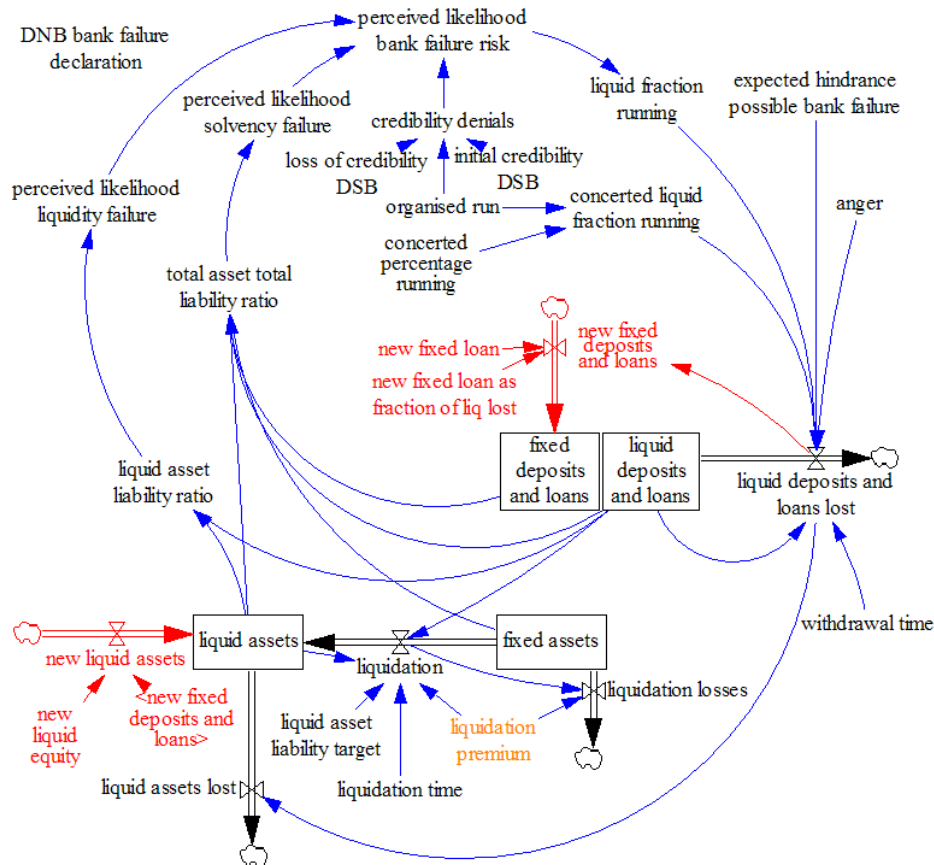 perceived likelihood
bank failure risk
DNB bank failure
declaration
liquid fraction
running
expected hindrance
possible bank failure
perceived likelihood
solvency failure
credibility denials
loss of credibility
DSB
initial credibility
DSB
perceived likelihood
liquidity failure
organised run
concerted liquid
fraction running
anger
concerted
percentage
running
total asset total
liability ratio
new fixed loan
new fixed
deposits
and loans
new fixed loan as
fraction of liq lost
fixed
deposits
and loans
liquid
deposits
and loans
liquid asset
liability ratio
liquid deposits and
loans lost
withdrawal time
liquid assets
fixed assets
new liquid assets
liquidation
liquidation losses
new
liquid
equity
<new fixed
deposits and
loans>
liquid asset
liability target
liquidation
premium
liquid assets lost
liquidation time